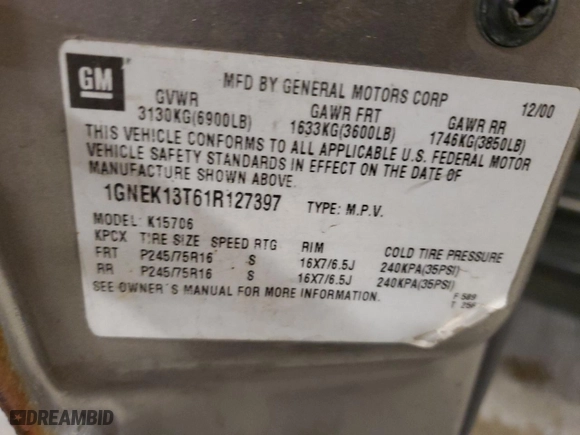 GM
MFD BY GENERAL MOTORS CORP
12/00
GVWR GAWR FRT GAWR RR
3130KG(6900LB) 1633KG(3600LB) 1746KG(3850LB)
THIS VEHICLE CONFORMS TO ALL APPLICABLE U.S. FEDERAL MOTOR
VEHICLE SAFETY STANDARDS IN EFFECT ON THE DATE OF
MANUFACTURE SHOWN ABOVE.
1GNEK13T61R127397 TYPE: M.P.V.
MODEL: K15706
KPCX TIRE SIZE SPEED RTG RIM COLD TIRE PRESSURE
FRT P245/75R16 S 16X7/6.5J 240KPA(35PSI)
RR P245/75R16 S 16X7/6.5J 240KPA(35PSI)
SEE OWNER'S MANUAL FOR MORE INFORMATION.
DREAMBID